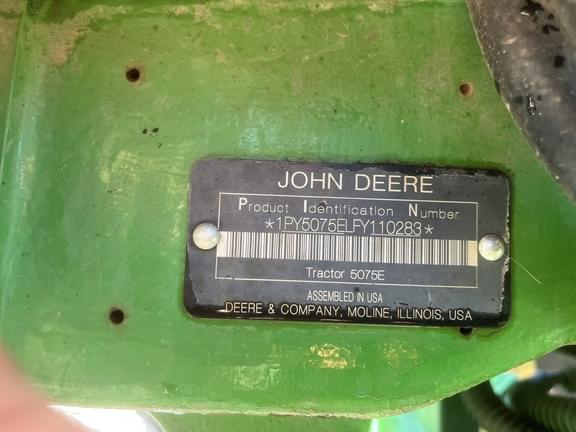 JOHN DEERE
Product Identification Number
*1PY5075ELFY110283*
Tractor 5075E
ASSEMBLED IN USA
DEERE & COMPANY, MOLINE, ILLINOIS, USA